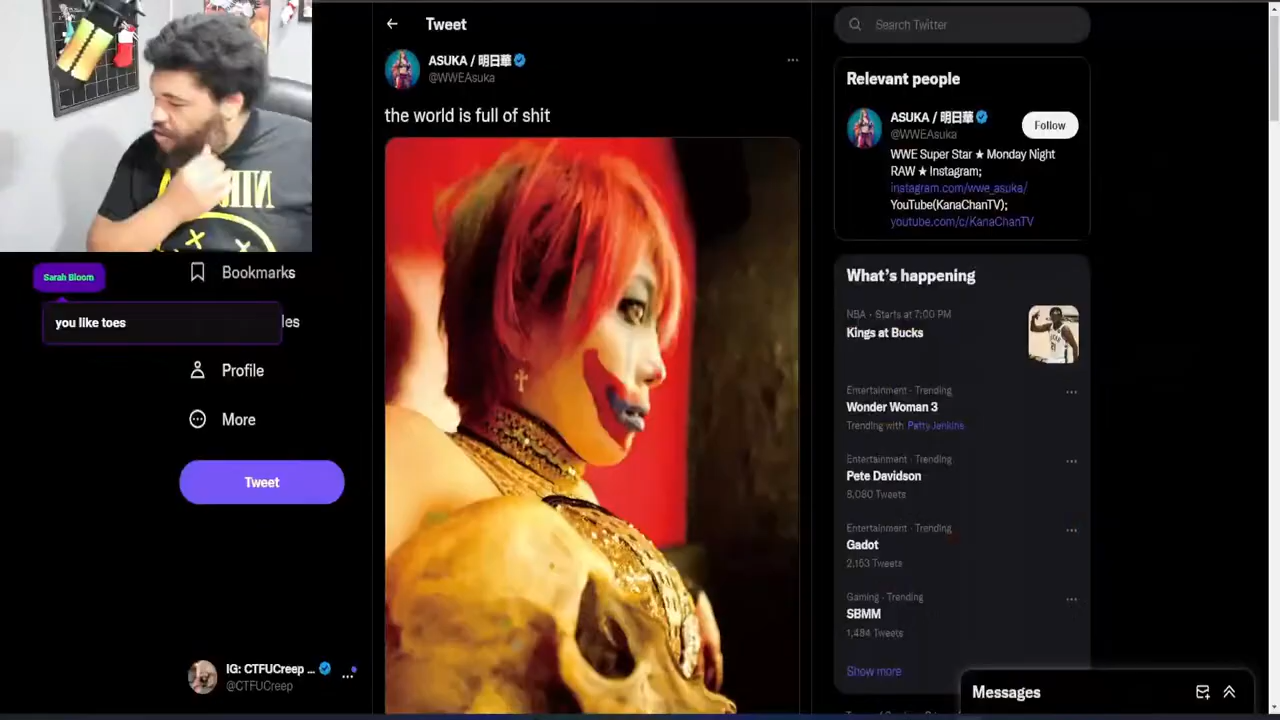 Tweet
Search Twitter
ASUKA / 明日華
@WWEAsuka
the world is full of shit
Relevant people
ASUKA / 明日華
@WWEAsuka
Follow
WWE Super Star ★ Monday Night
RAW ★ Instagram;
instagram.com/wwe_asuka/
YouTube(KanaChanTV);
youtube.com/c/KanaChanTV
Sarah Bloom
you like toes
Bookmarks
les
Profile
More
Tweet
IG: CTFUCreep ...
@CTFUCreep
What's happening
NBA · Starts at 7:00 PM
Kings at Bucks
Entertainment · Trending
Wonder Woman 3
Trending with Patty Jenkins
Entertainment · Trending
Pete Davidson
8,080 Tweets
Entertainment · Trending
Gadot
2,153 Tweets
Gaming · Trending
SBMM
1,484 Tweets
Show more
Messages